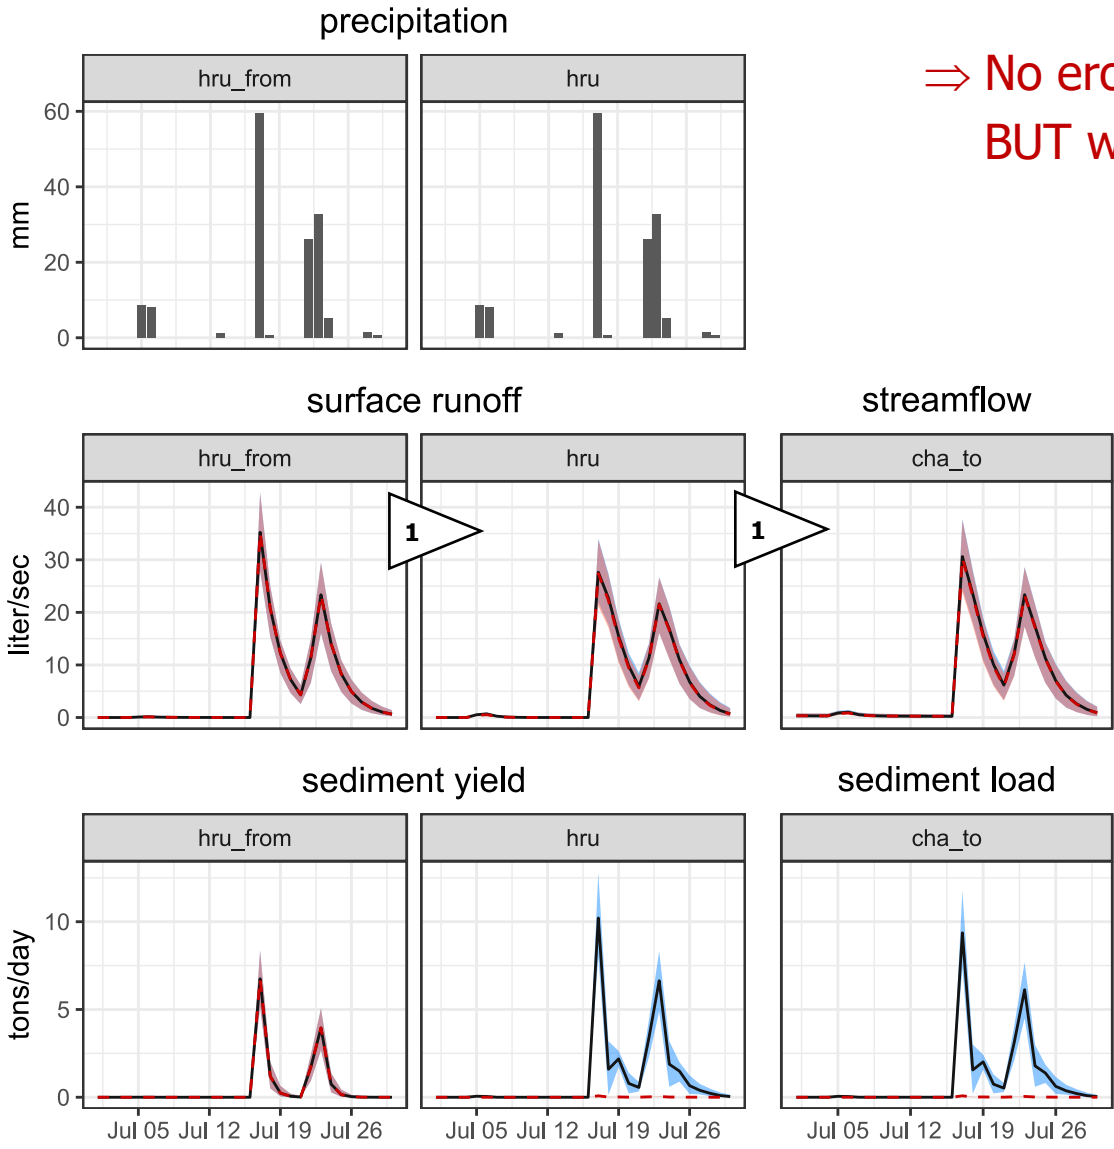 precipitation
hru_from
hru
⇒ No
BUT
60
40
20
0
mm
surface runoff
streamflow
hru_from
hru
cha_to
1
1
40
30
20
10
0
liter/sec
sediment yield
sediment load
hru_from
hru
cha_to
10
5
0
tons/day
Jul 05 Jul 12 Jul 19 Jul 26
Jul 05 Jul 12 Jul 19 Jul 26
Jul 05 Jul 12 Jul 19 Jul 26